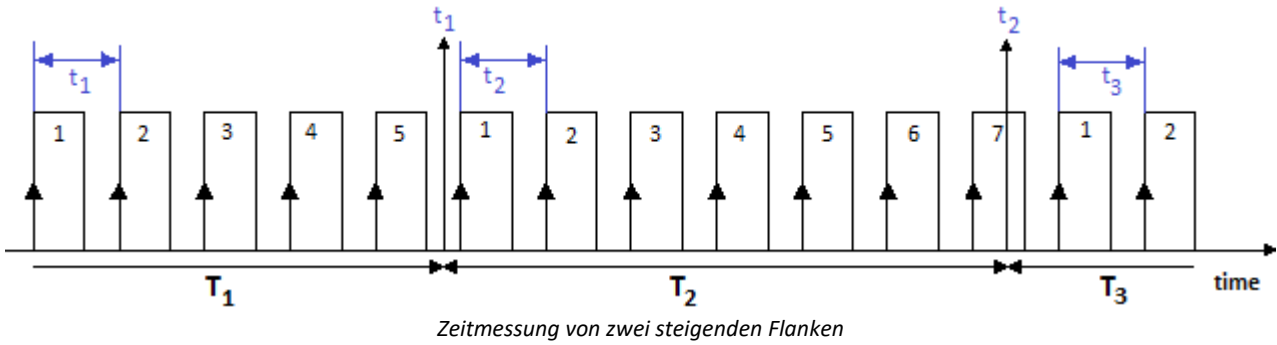 t1 t2
t1 t2 t3
1 2 3 4 5 1 2 3 4 5 6 7 1 2
T1 T2 T3 time
Zeitmessung von zwei steigenden Flanken